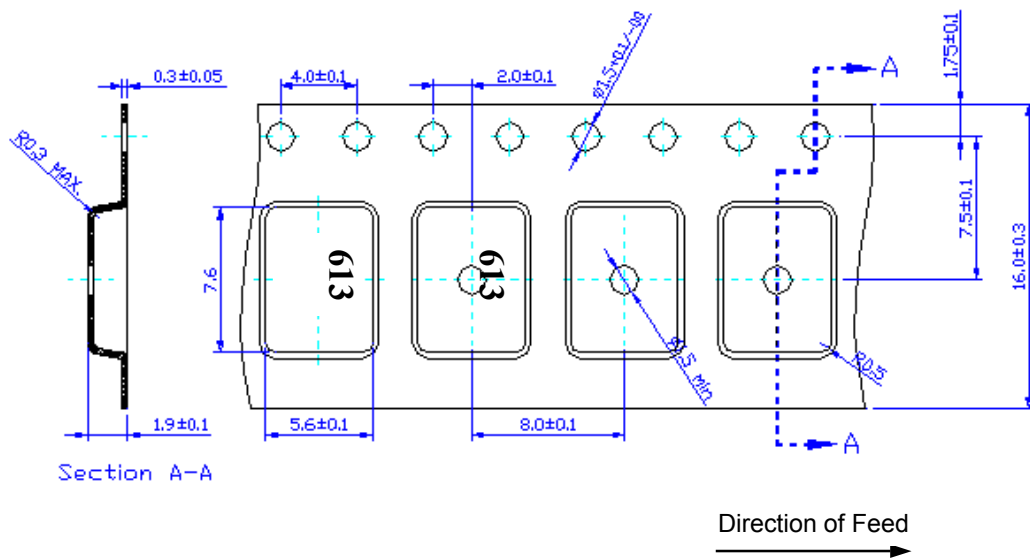 0.3±0.05
4.0±0.1
2.0±0.1
Ø1.5+0.1/-00
A
1.75±0.1
R0.3 MAX.
7.6
613
613
7.5±0.1
16.0±0.3
Ø1.5 Min
R0.5
1.9±0.1
5.6±0.1
8.0±0.1
A
Section A-A
Direction of Feed